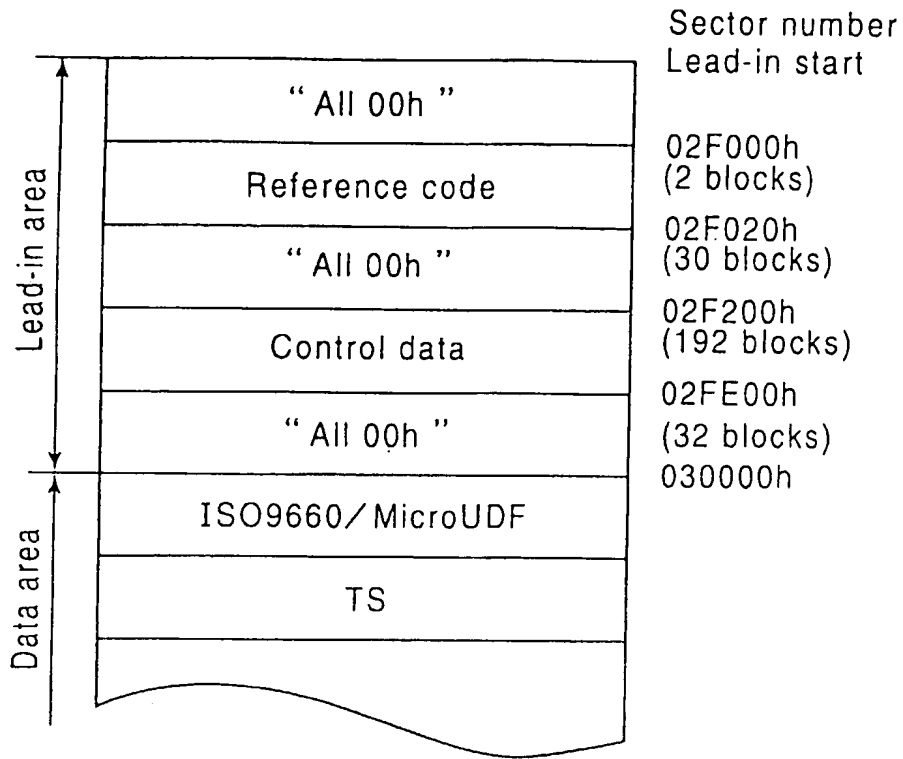 Sector number
Lead-in start
“ All 00h ”
02F000h
(2 blocks)
Reference code
02F020h
(30 blocks)
“ All 00h ”
02F200h
(192 blocks)
Control data
02FE00h
(32 blocks)
“ All 00h ”
030000h
ISO9660/MicroUDF
TS
Lead-in area
Data area